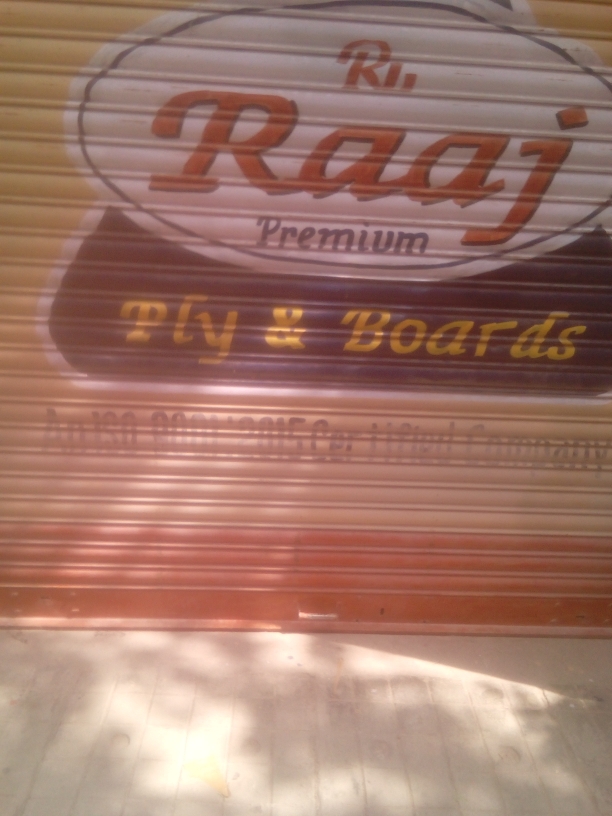 Raaj
Premium
Ply & Boards
An ISO 9001:2015 Certified Company